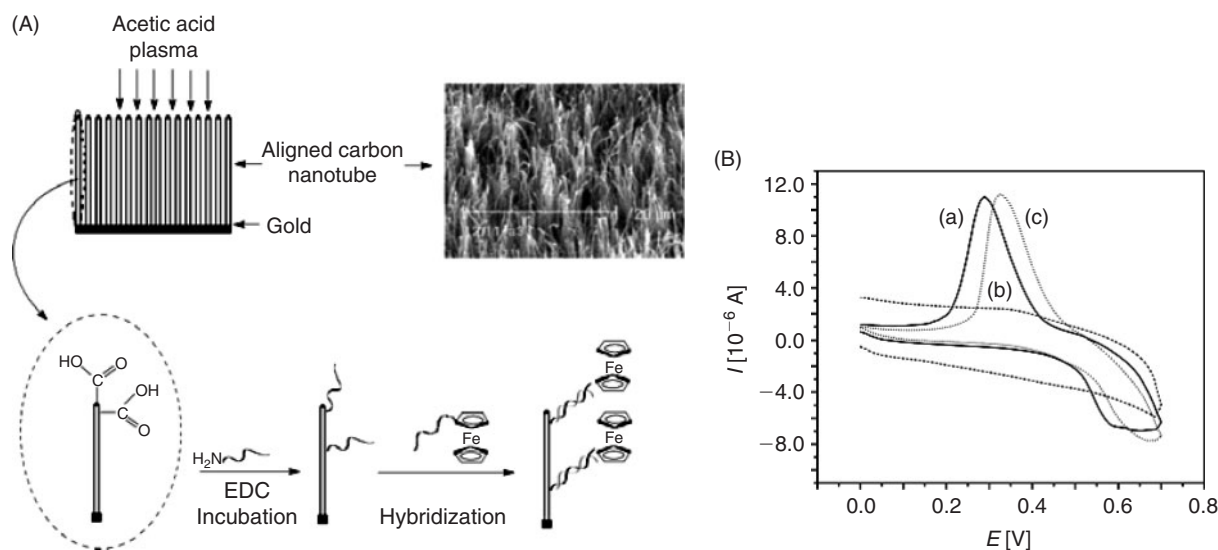 (A)
Acetic acid
plasma
Aligned carbon
nanotube
Gold
HO
O
C
OH
C
O
H₂N
EDC
Incubation
Fe
Hybridization
Fe
Fe
(B)
12.0
8.0
4.0
0.0
−4.0
−8.0
I [10⁻⁶ A]
(a)
(c)
(b)
0.0
0.2
0.4
0.6
0.8
E [V]